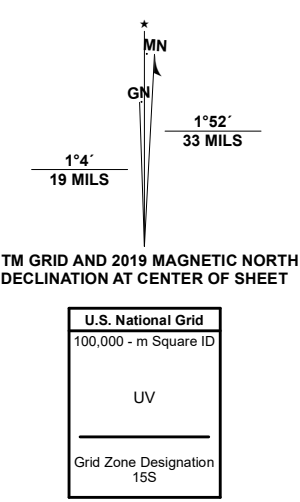 ★
MN
GN
1°52´
33 MILS
1°4´
19 MILS
TM GRID AND 2019 MAGNETIC NORTH
DECLINATION AT CENTER OF SHEET
U.S. National Grid
100,000 - m Square ID
UV
Grid Zone Designation
15S